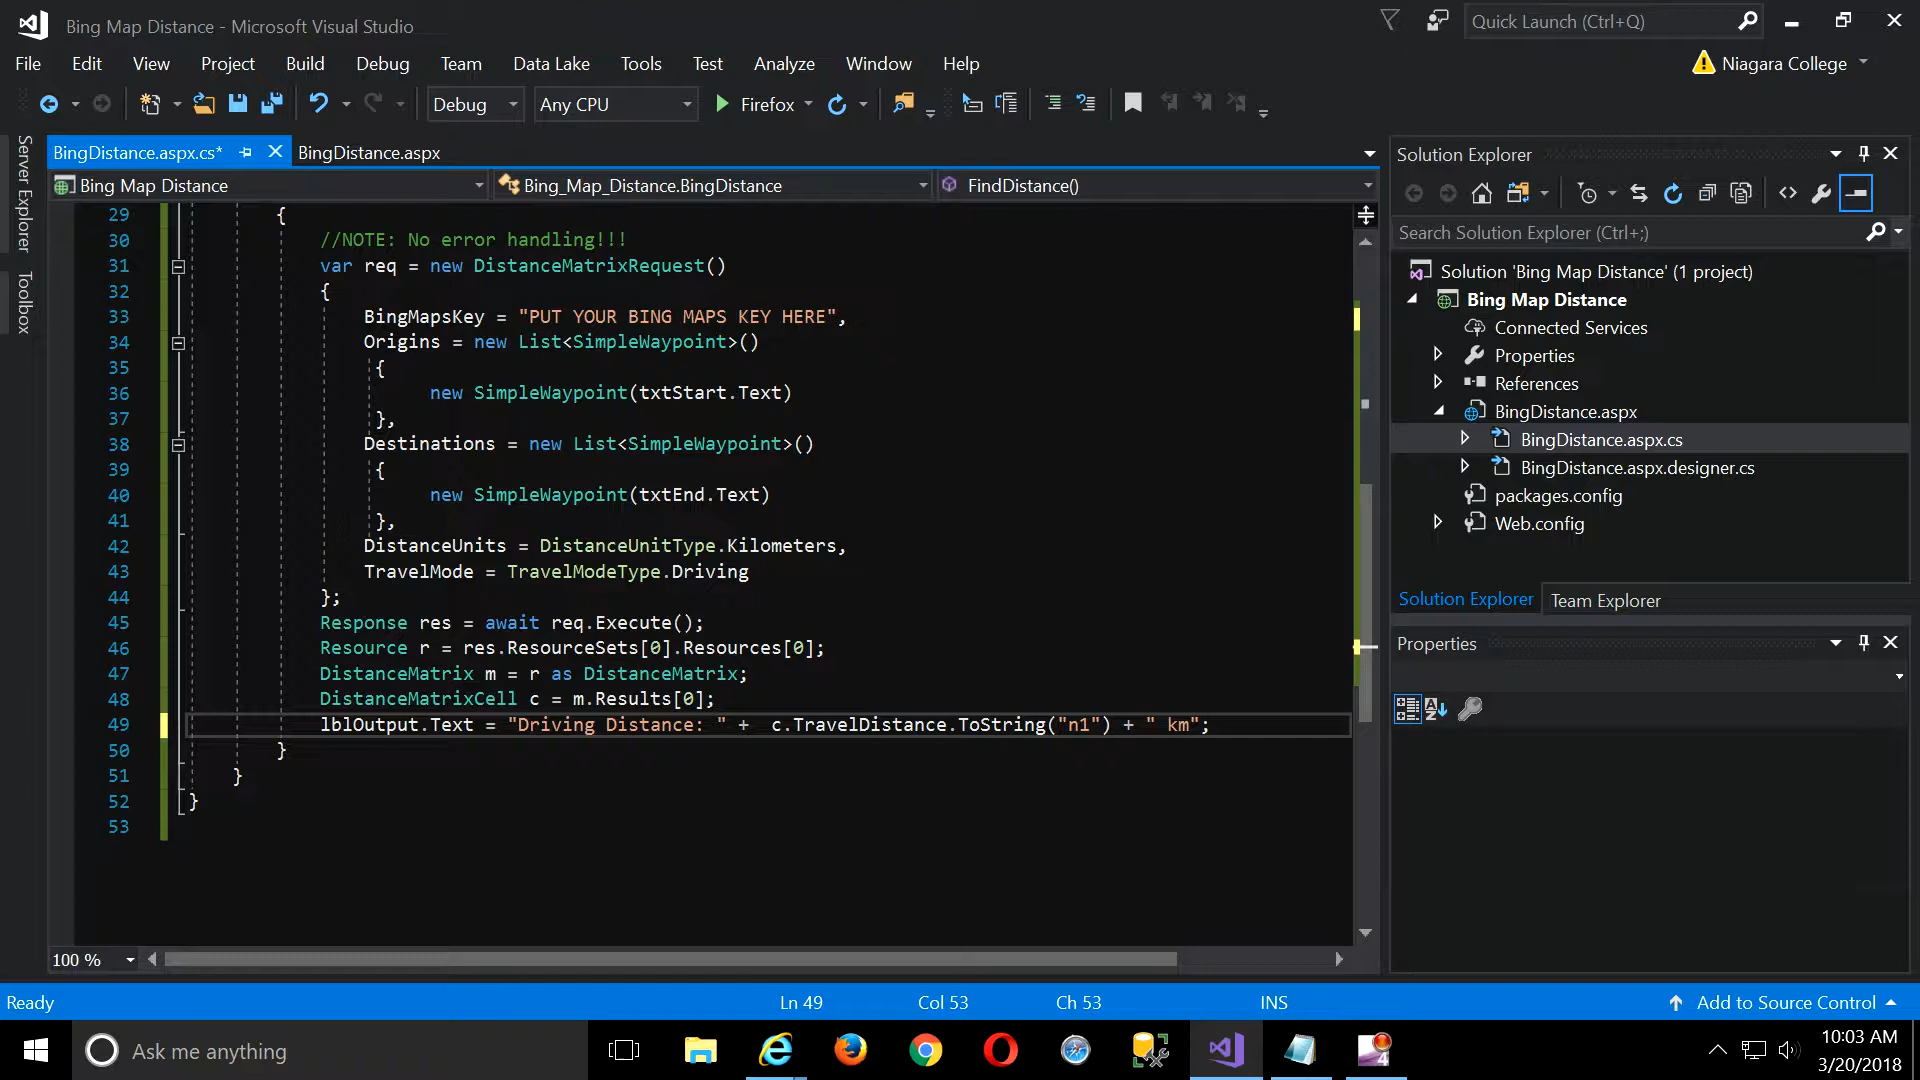 Bing Map Distance - Microsoft Visual Studio
Quick Launch (Ctrl+Q)
File Edit View Project Build Debug Team Data Lake Tools Test Analyze Window Help
Niagara College
Debug Any CPU Firefox
Server Explorer
Toolbox
BingDistance.aspx.cs* BingDistance.aspx
Bing Map Distance Bing_Map_Distance.BingDistance FindDistance()
29 {
30 //NOTE: No error handling!!!
31 var req = new DistanceMatrixRequest()
32 {
33 BingMapsKey = "PUT YOUR BING MAPS KEY HERE",
34 Origins = new List<SimpleWaypoint>()
35 {
36 new SimpleWaypoint(txtStart.Text)
37 },
38 Destinations = new List<SimpleWaypoint>()
39 {
40 new SimpleWaypoint(txtEnd.Text)
41 },
42 DistanceUnits = DistanceUnitType.Kilometers,
43 TravelMode = TravelModeType.Driving
44 };
45 Response res = await req.Execute();
46 Resource r = res.ResourceSets[0].Resources[0];
47 DistanceMatrix m = r as DistanceMatrix;
48 DistanceMatrixCell c = m.Results[0];
49 lblOutput.Text = "Driving Distance: " +  c.TravelDistance.ToString("n1") + " km";
50 }
51 }
52 }
53
100 %
Solution Explorer
Search Solution Explorer (Ctrl+;)
Solution 'Bing Map Distance' (1 project)
Bing Map Distance
Connected Services
Properties
References
BingDistance.aspx
BingDistance.aspx.cs
BingDistance.aspx.designer.cs
packages.config
Web.config
Solution Explorer Team Explorer
Properties
Ready Ln 49 Col 53 Ch 53 INS Add to Source Control
Ask me anything
10:03 AM
3/20/2018